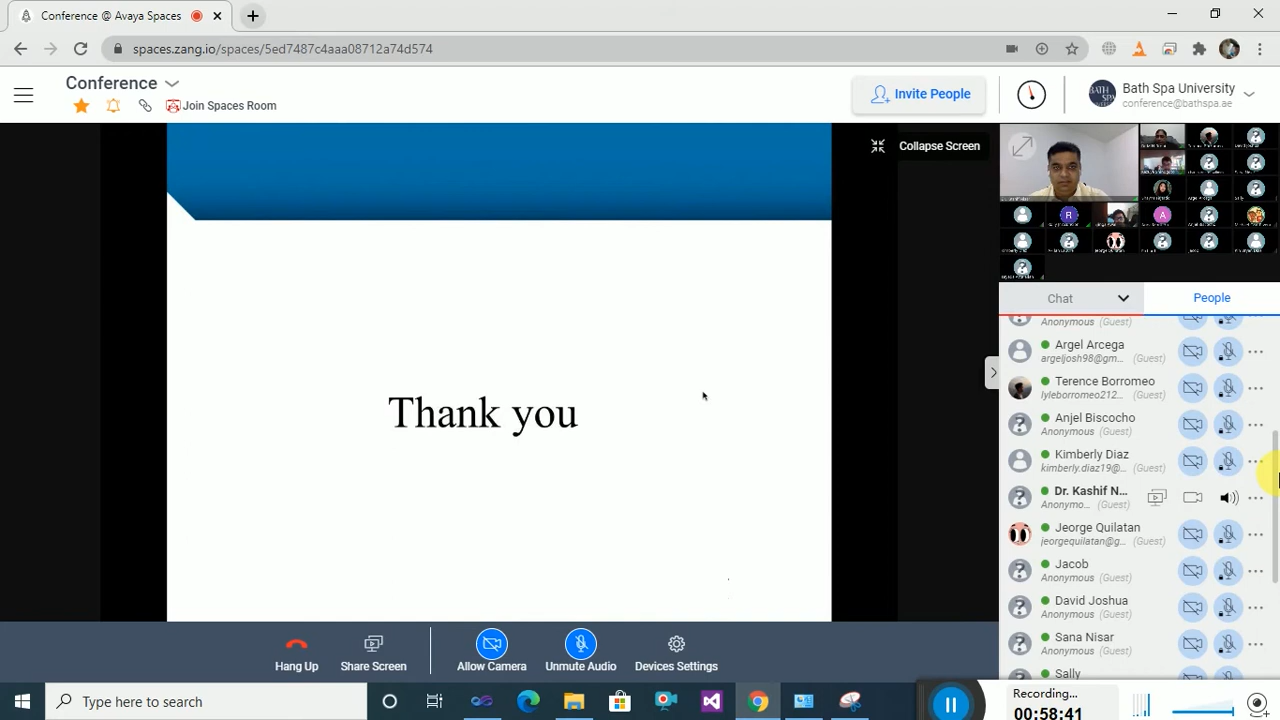 Conference @ Avaya Spaces
spaces.zang.io/spaces/5ed7487c4aaa08712a74d574
Conference
Join Spaces Room
Invite People
Bath Spa University
conference@bathspa.ae
Collapse Screen
Thank you
Chat
People
Anonymous (Guest)
Argel Arcega
argeljosh98@gm... (Guest)
Terence Borromeo
lyleborromeo212... (Guest)
Anjel Biscocho
Anonymous (Guest)
Kimberly Diaz
kimberly.diaz19@... (Guest)
Dr. Kashif N...
Anonymo... (Guest)
Jeorge Quilatan
jeorgequilatan@g... (Guest)
Jacob
Anonymous (Guest)
David Joshua
Anonymous (Guest)
Sana Nisar
Anonymous (Guest)
Sally
Hang Up
Share Screen
Allow Camera
Unmute Audio
Devices Settings
Type here to search
Recording...
00:58:41